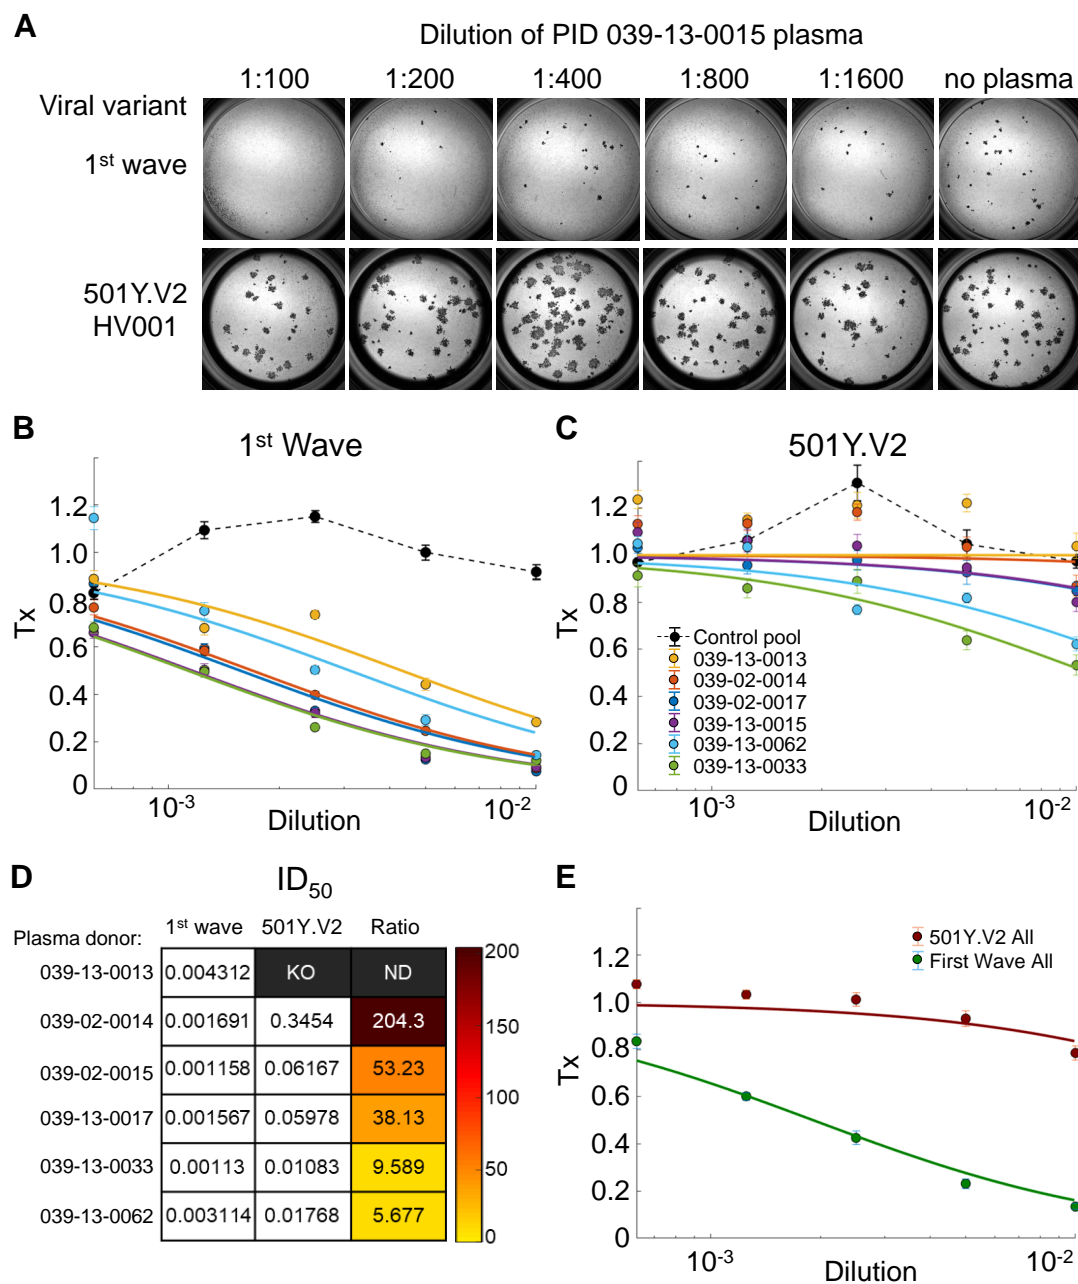 A
Dilution of PID 039-13-0015 plasma
1:100 1:200 1:400 1:800 1:1600 no plasma
Viral variant
1st wave
501Y.V2
HV001
B
1st Wave
Tx
1.2
1.0
0.8
0.6
0.4
0.2
0
10-3 10-2
Dilution
C
501Y.V2
Tx
1.2
1.0
0.8
0.6
0.4
0.2
0
Control pool
039-13-0013
039-02-0014
039-02-0017
039-13-0015
039-13-0062
039-13-0033
10-3 10-2
Dilution
D
ID50
Plasma donor: 1st wave 501Y.V2 Ratio
039-13-0013 0.004312 KO ND
039-02-0014 0.001691 0.3454 204.3
039-02-0015 0.001158 0.06167 53.23
039-13-0017 0.001567 0.05978 38.13
039-13-0033 0.00113 0.01083 9.589
039-13-0062 0.003114 0.01768 5.677
200
150
100
50
0
E
501Y.V2 All
First Wave All
Tx
1.2
1.0
0.8
0.6
0.4
0.2
0
10-3 10-2
Dilution